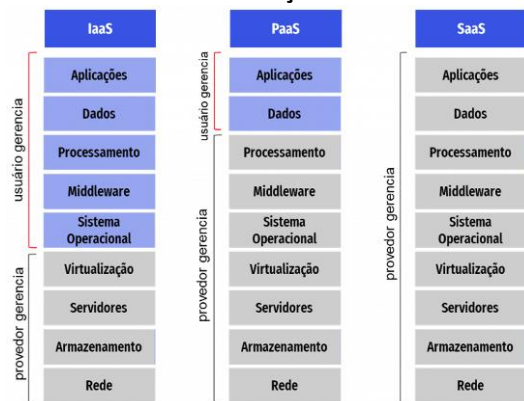 IaaS
Aplicações
Dados
Processamento
Middleware
Sistema
Operacional
Virtualização
Servidores
Armazenamento
Rede
usuário gerencia
provedor gerencia
PaaS
Aplicações
Dados
Processamento
Middleware
Sistema
Operacional
Virtualização
Servidores
Armazenamento
Rede
usuário gerencia
provedor gerencia
SaaS
Aplicações
Dados
Processamento
Middleware
Sistema
Operacional
Virtualização
Servidores
Armazenamento
Rede
provedor gerencia